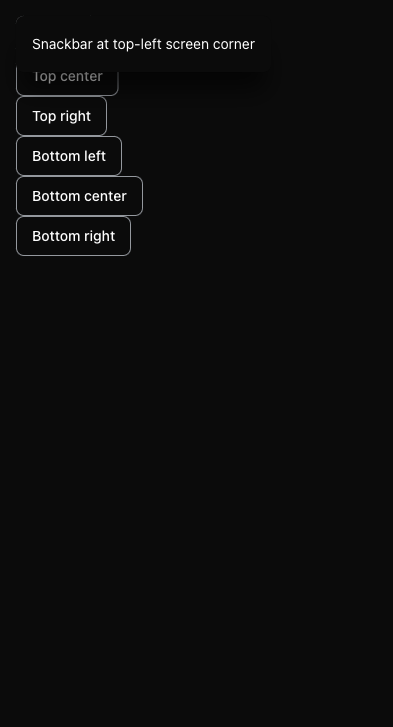 Snackbar at top-left screen corner
Top center
Top right
Bottom left
Bottom center
Bottom right